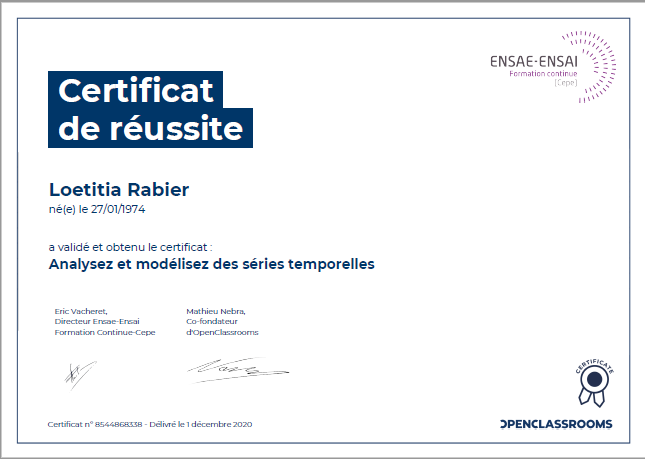 ENSAE-ENSAI
Formation continue
[Cepe]
Certificat
de réussite
Loetitia Rabier
né(e) le 27/01/1974
a validé et obtenu le certificat :
Analysez et modélisez des séries temporelles
Eric Vacheret,
Directeur Ensae-Ensai
Formation Continue-Cepe
Mathieu Nebra,
Co-fondateur
d'OpenClassrooms
CERTIFICATE
Certificat n° 8544868338 - Délivré le 1 décembre 2020
OPENCLASSROOMS